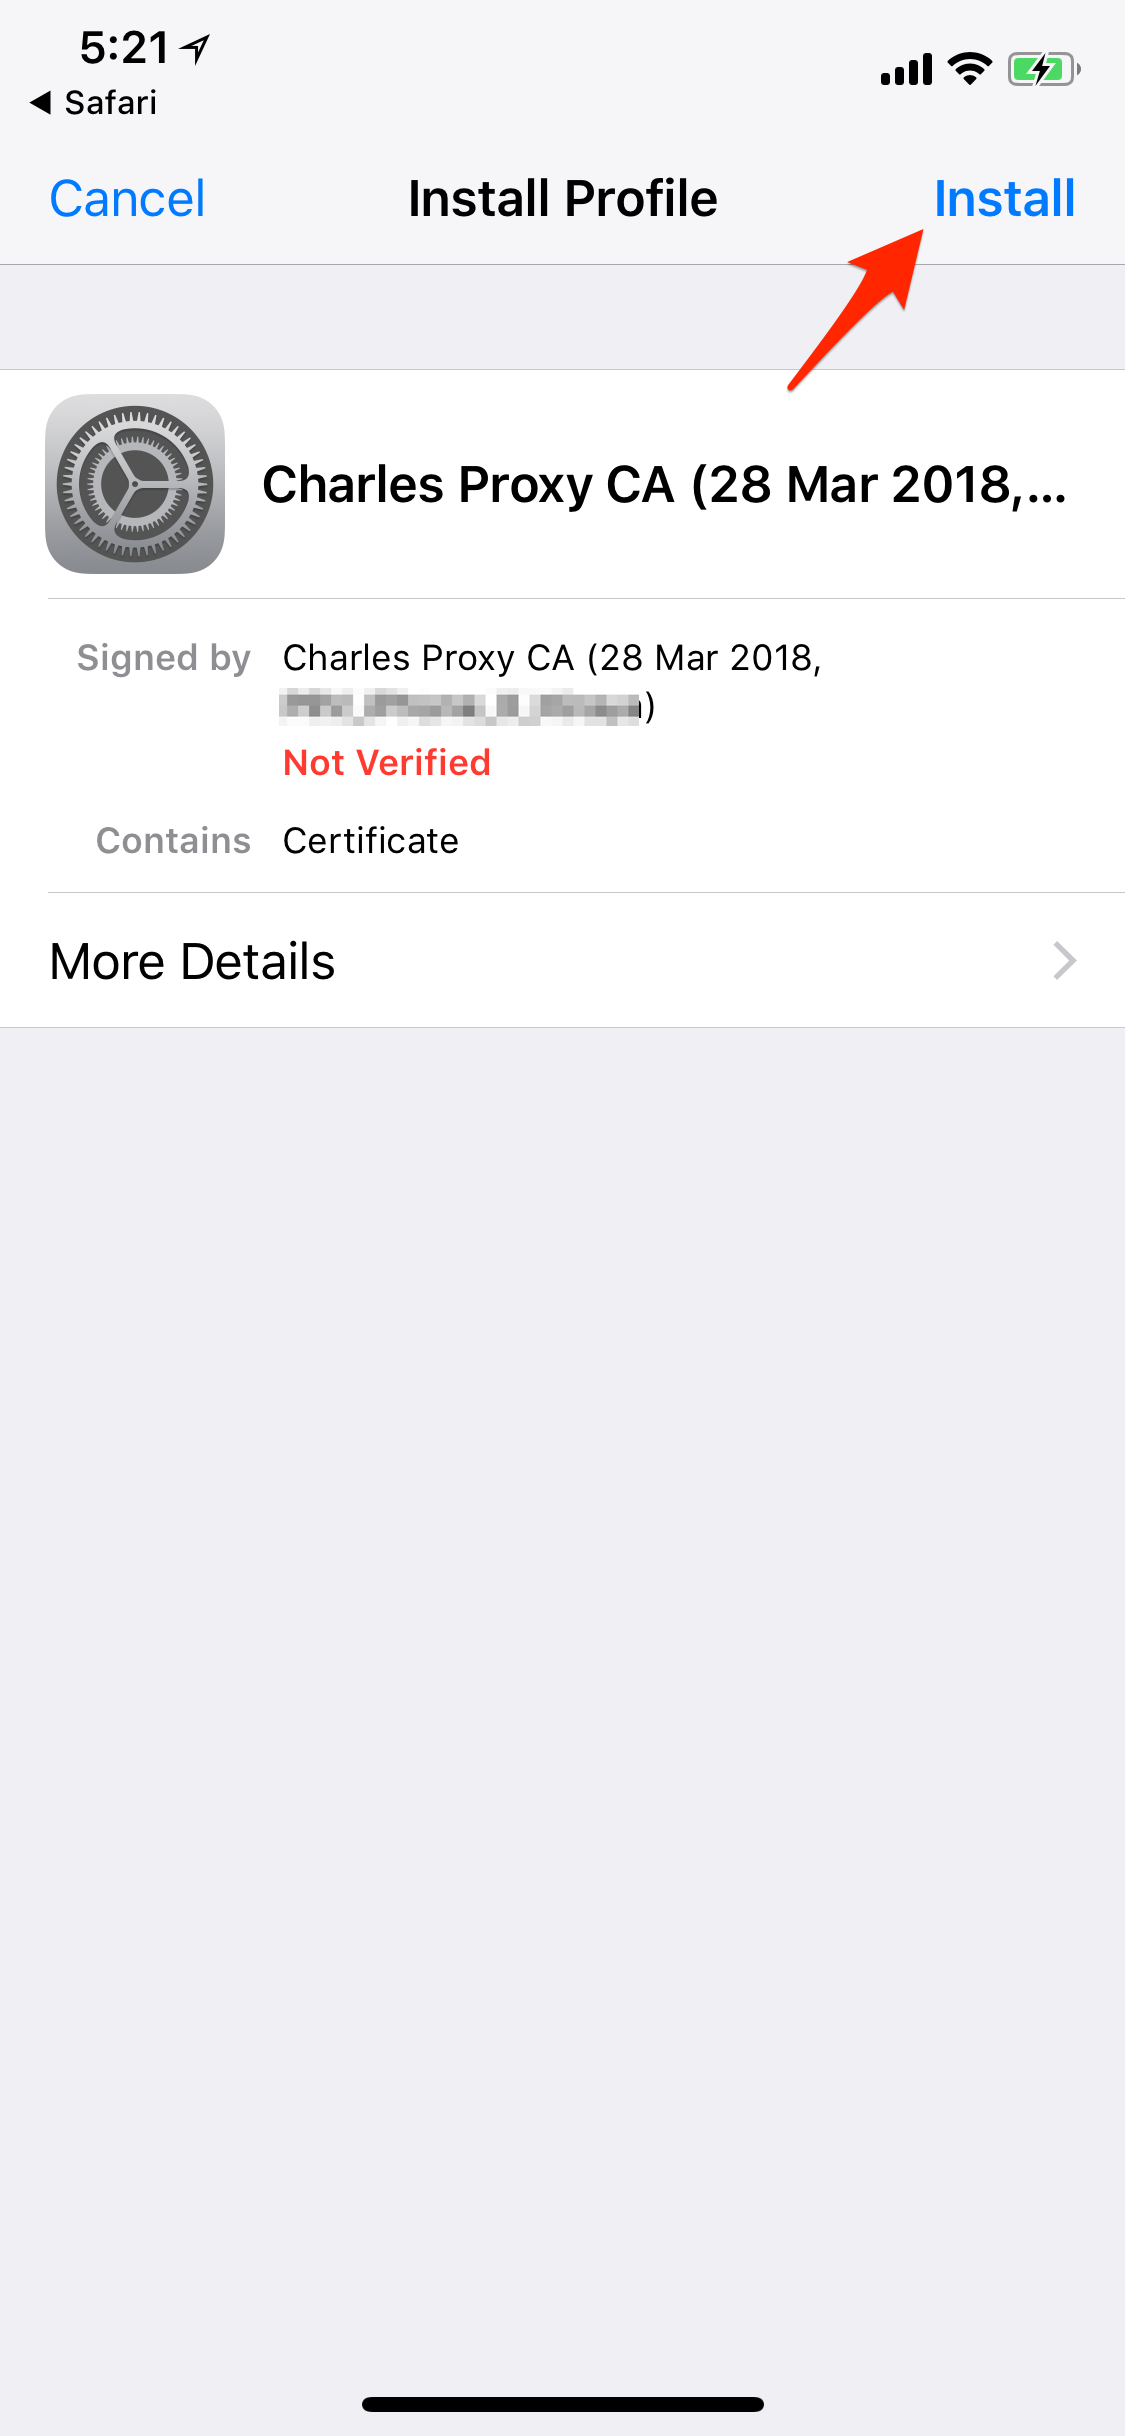 5:21
Safari
Cancel Install Profile Install
Charles Proxy CA (28 Mar 2018,...
Signed by Charles Proxy CA (28 Mar 2018,
)
Not Verified
Contains Certificate
More Details